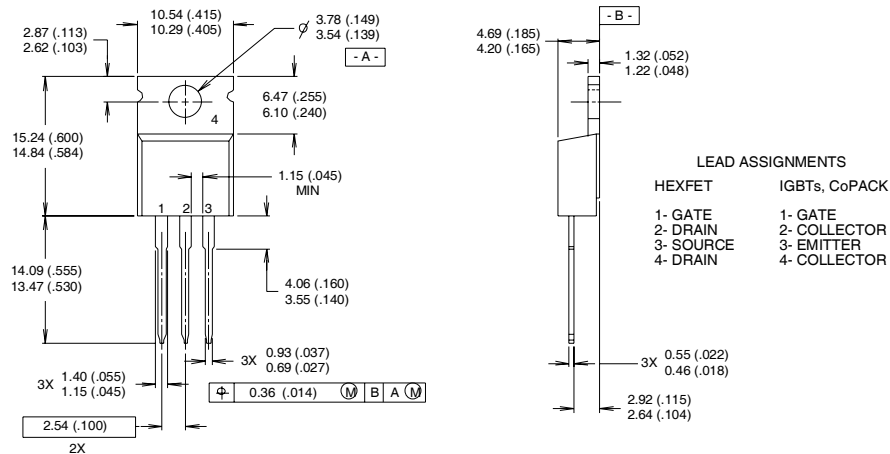 10.54 (.415)
10.29 (.405)
2.87 (.113)
2.62 (.103)
ø 3.78 (.149)
3.54 (.139)
- A -
6.47 (.255)
6.10 (.240)
4
15.24 (.600)
14.84 (.584)
1.15 (.045)
MIN
1 2 3
14.09 (.555)
13.47 (.530)
4.06 (.160)
3.55 (.140)
3X 0.93 (.037)
0.69 (.027)
3X 1.40 (.055)
1.15 (.045)
⌖ 0.36 (.014) Ⓜ B A Ⓜ
2.54 (.100)
2X
- B -
4.69 (.185)
4.20 (.165)
1.32 (.052)
1.22 (.048)
3X 0.55 (.022)
0.46 (.018)
2.92 (.115)
2.64 (.104)
LEAD ASSIGNMENTS
HEXFET IGBTs, CoPACK
1- GATE 1- GATE
2- DRAIN 2- COLLECTOR
3- SOURCE 3- EMITTER
4- DRAIN 4- COLLECTOR